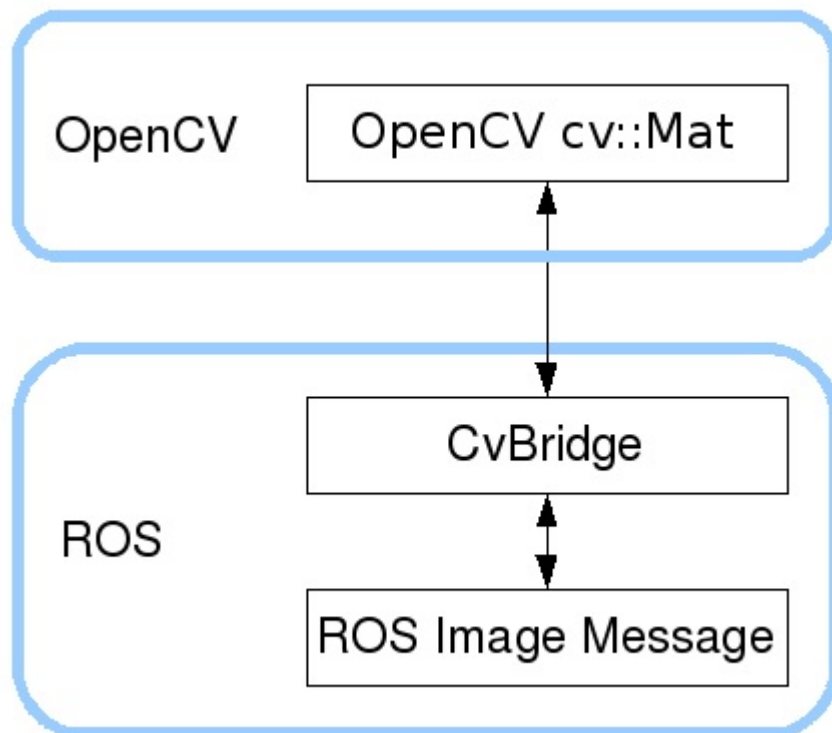 OpenCV
OpenCV cv::Mat
CvBridge
ROS
ROS Image Message